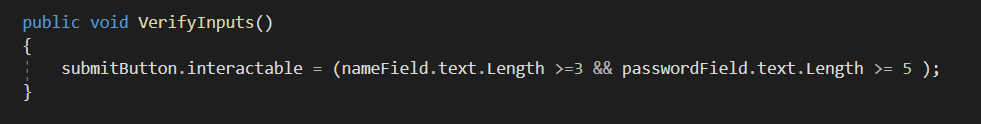 public void VerifyInputs()
{
submitButton.interactable = (nameField.text.Length >=3 && passwordField.text.Length >= 5 );
}